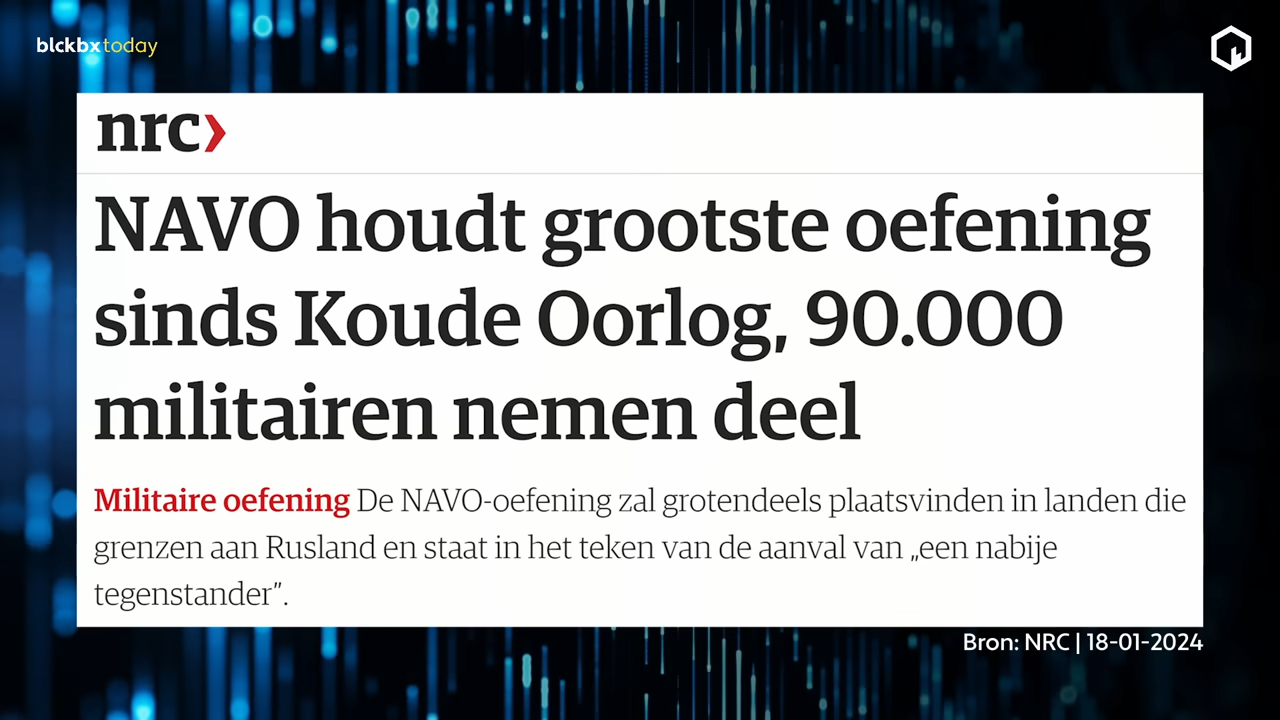 blckbxtoday
nrc
NAVO houdt grootste oefening
sinds Koude Oorlog, 90.000
militairen nemen deel
Militaire oefening De NAVO-oefening zal grotendeels plaatsvinden in landen die
grenzen aan Rusland en staat in het teken van de aanval van „een nabije
tegenstander”.
Bron: NRC | 18-01-2024